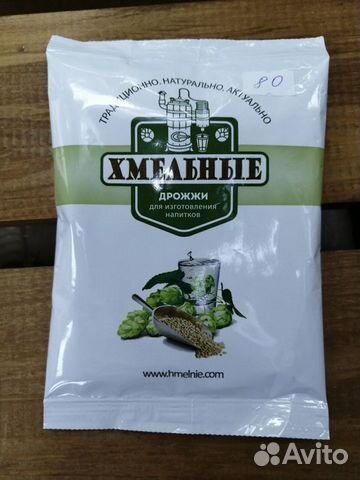 80
ТРАДИЦИОННО. НАТУРАЛЬНО. АКТУАЛЬНО
ХМЕЛЬНЫЕ
ДРОЖЖИ
для изготовления
напитков
www.hmelnie.com
Avito